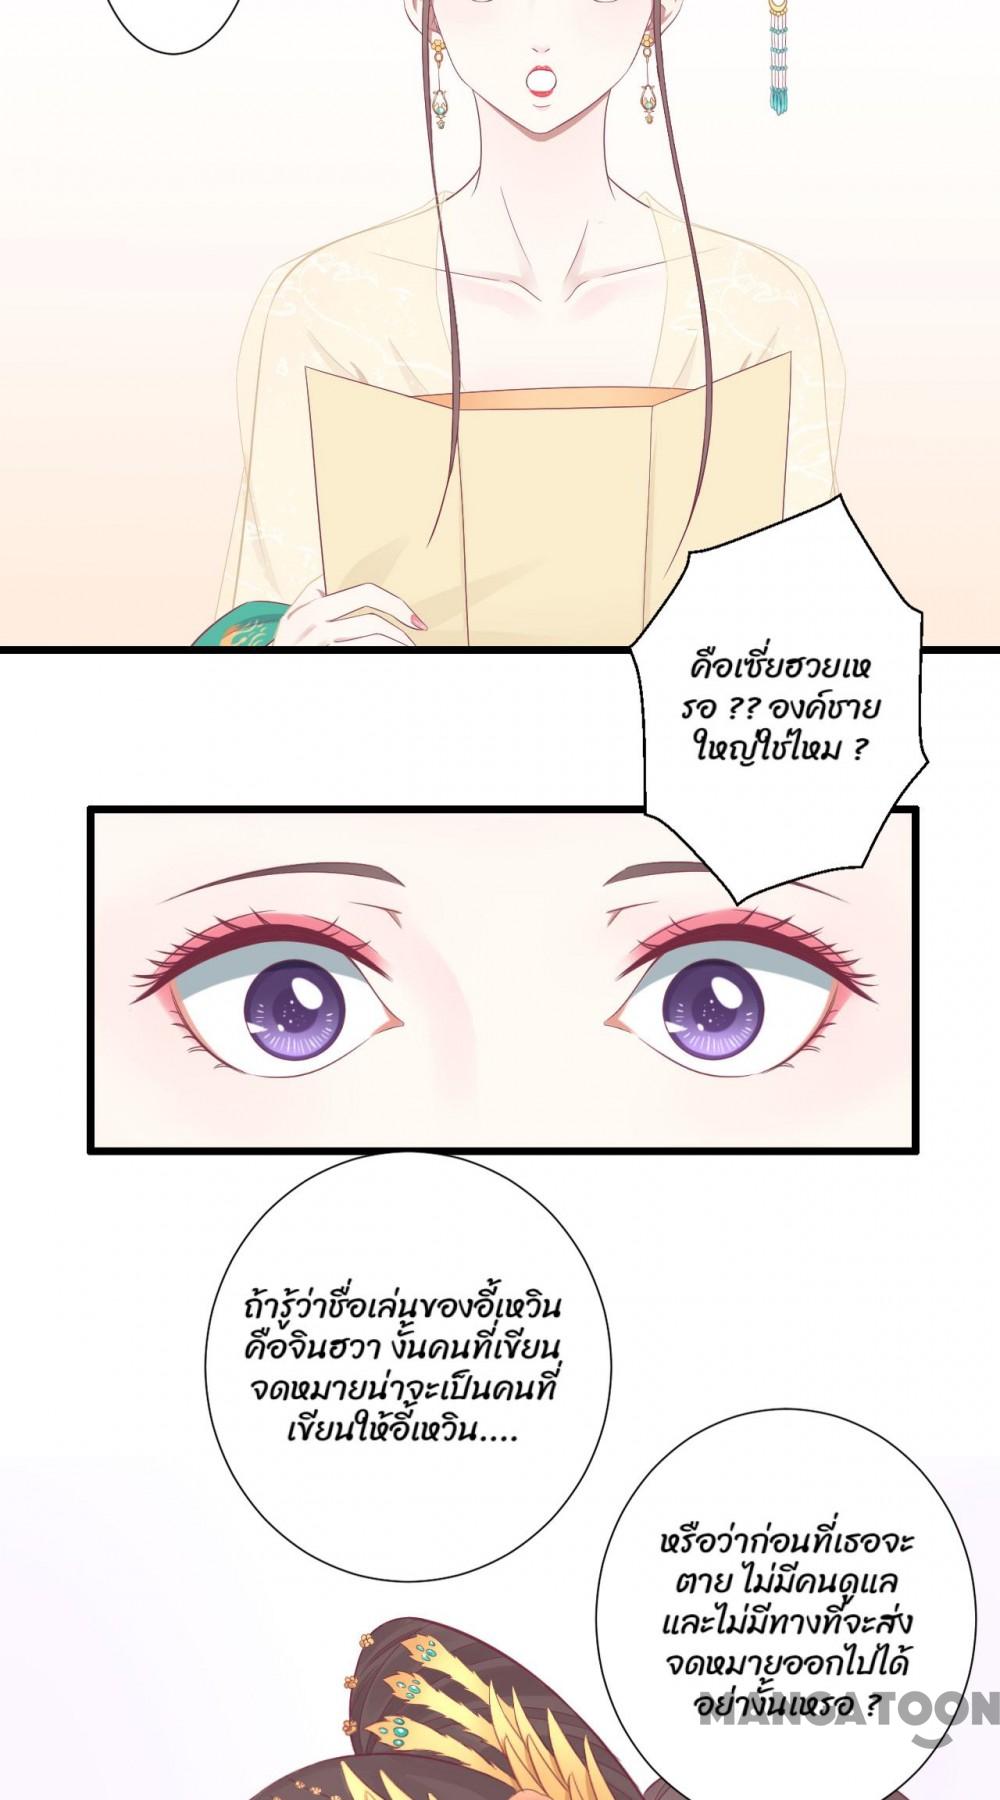 คือเซี่ยฮวยเห
รอ ?? องค์ชาย
ใหญ่ใช่ไหม ?
ถ้ารู้ว่าชื่อเล่นของอี้เหวิน
คือจินฮวา งั้นคนที่เขียน
จดหมายน่าจะเป็นคนที่
เขียนให้อี้เหวิน....
หรือว่าก่อนที่เธอจะ
ตาย ไม่มีคนดูแล
และไม่มีทางที่จะส่ง
จดหมายออกไปได้
อย่างั้นเหรอ ?
MANGATOON